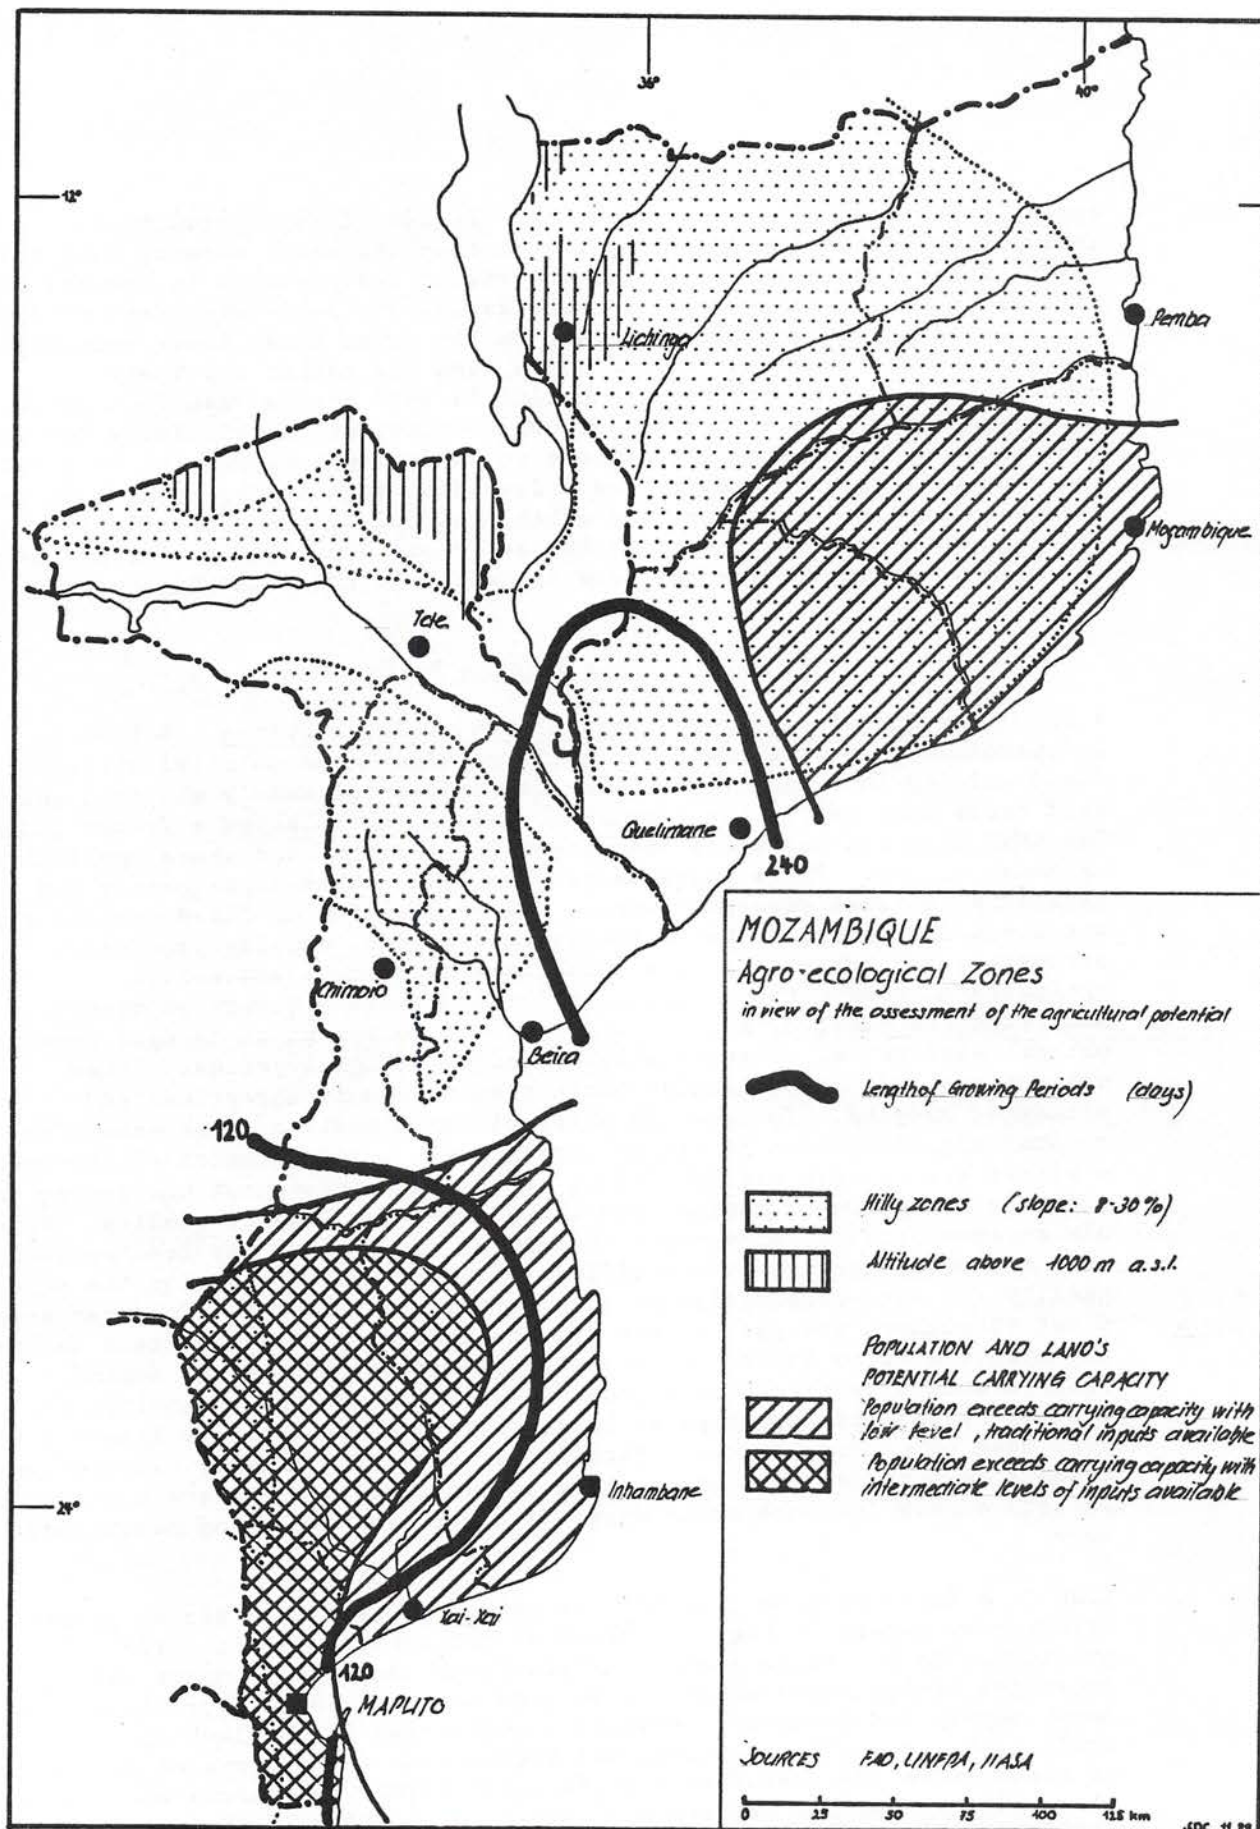 36°
40°
12°
Pemba
Lichinga
Moçambique
Tete
Quelimane
240
Chimoio
Beira
120
24°
Inhambane
Xai-Xai
120
MAPUTO
MOZAMBIQUE
Agro-ecological Zones
in view of the assessment of the agricultural potential
Length of Growing Periods (days)
Hilly zones (slope: 8-30%)
Altitude above 1000 m a.s.l.
POPULATION AND LAND'S
POTENTIAL CARRYING CAPACITY
Population exceeds carrying capacity with
low level, traditional inputs available
Population exceeds carrying capacity with
intermediate levels of inputs available
SOURCES FAO, UNFPA, IIASA
0 25 50 75 100 125 km